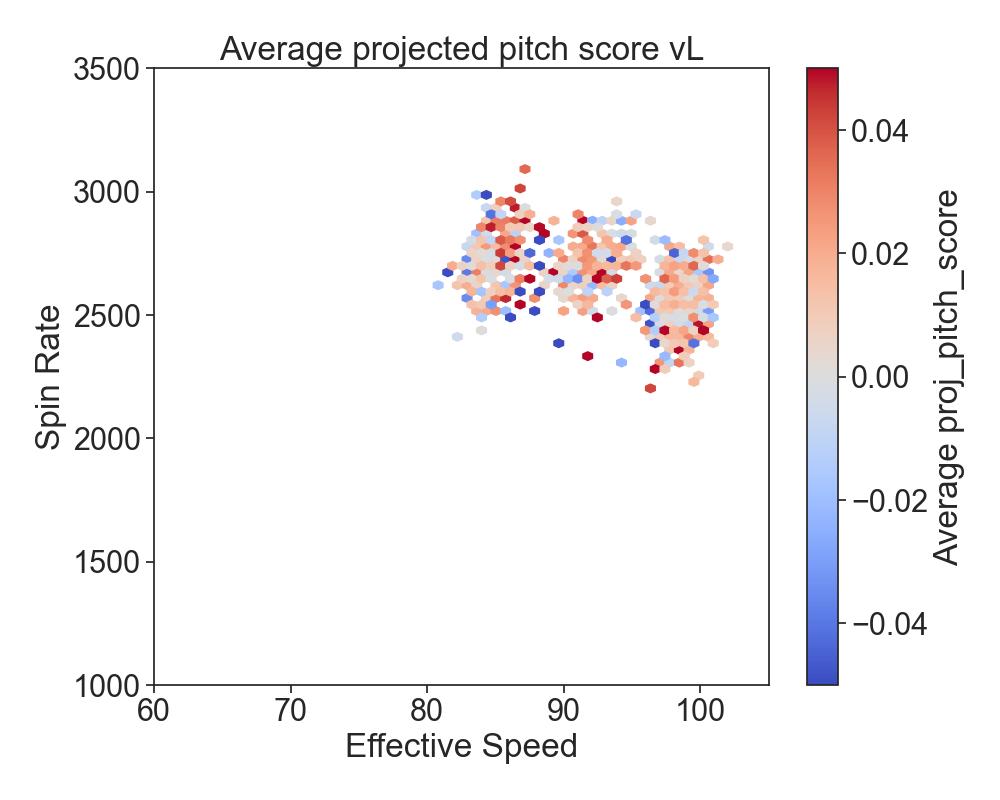 Average projected pitch score vL
3500
3000
2500
2000
1500
1000
Spin Rate
60 70 80 90 100
Effective Speed
0.04
0.02
0.00
−0.02
−0.04
Average proj_pitch_score